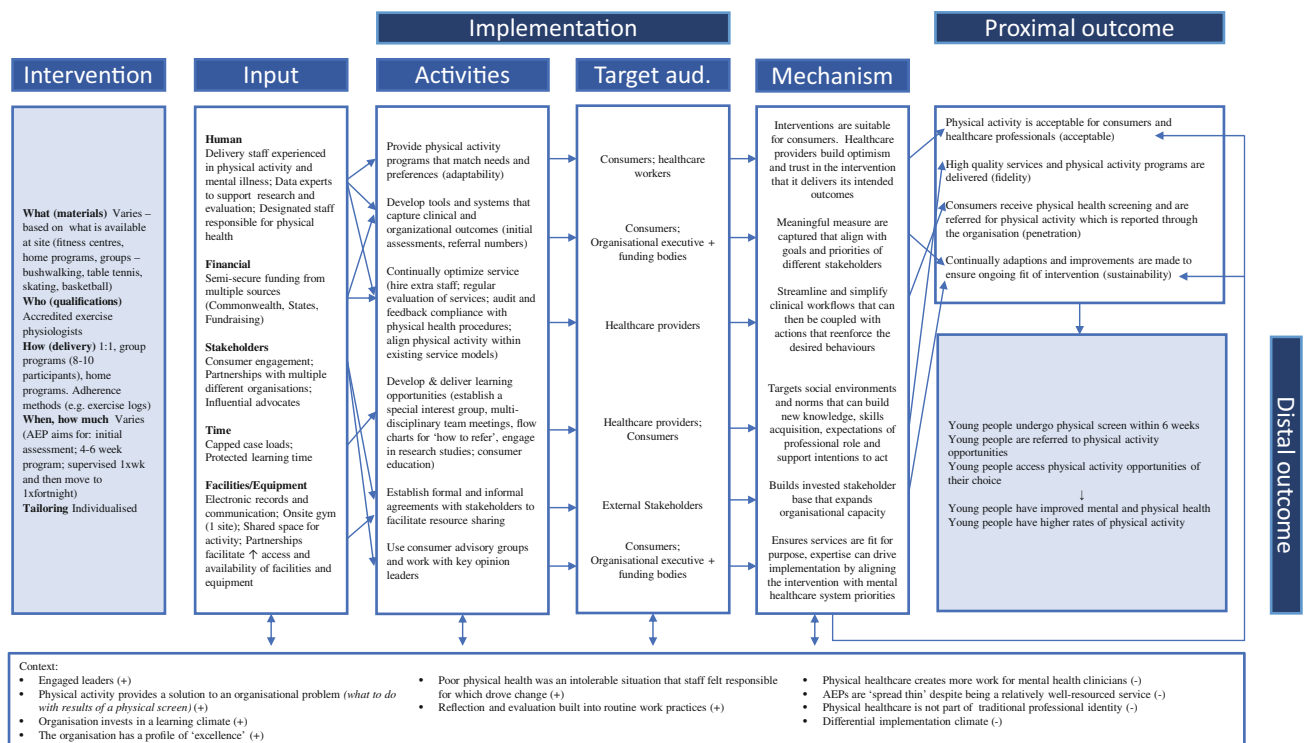 Implementation
Proximal outcome
Intervention
Input
Activities
Target aud.
Mechanism
What (materials) Varies –
based on what is available
at site (fitness centres,
home programs, groups –
bushwalking, table tennis,
skating, basketball)
Who (qualifications)
Accredited exercise
physiologists
How (delivery) 1:1, group
programs (8-10
participants), home
programs. Adherence
methods (e.g. exercise logs)
When, how much Varies
(AEP aims for: initial
assessment; 4-6 week
program; supervised 1xwk
and then move to
1xfortnight)
Tailoring Individualised
Human
Delivery staff experienced
in physical activity and
mental illness; Data experts
to support research and
evaluation; Designated staff
responsible for physical
health
Financial
Semi-secure funding from
multiple sources
(Commonwealth, States,
Fundraising)
Stakeholders
Consumer engagement;
Partnerships with multiple
different organisations;
Influential advocates
Time
Capped case loads;
Protected learning time
Facilities/Equipment
Electronic records and
communication; Onsite gym
(1 site); Shared space for
activity; Partnerships
facilitate ↑ access and
availability of facilities and
equipment
Provide physical activity
programs that match needs and
preferences (adaptability)
Develop tools and systems that
capture clinical and
organizational outcomes (initial
assessments, referral numbers)
Continually optimize service
(hire extra staff; regular
evaluation of services; audit and
feedback compliance with
physical health procedures;
align physical activity within
existing service models)
Develop & deliver learning
opportunities (establish a
special interest group, multi-
disciplinary team meetings, flow
charts for ‘how to refer’, engage
in research studies; consumer
education)
Establish formal and informal
agreements with stakeholders to
facilitate resource sharing
Use consumer advisory groups
and work with key opinion
leaders
Consumers; healthcare
workers
Consumers;
Organisational executive +
funding bodies
Healthcare providers
Healthcare providers;
Consumers
External Stakeholders
Consumers;
Organisational executive +
funding bodies
Interventions are suitable
for consumers. Healthcare
providers build optimism
and trust in the intervention
that it delivers its intended
outcomes
Meaningful measure are
captured that align with
goals and priorities of
different stakeholders
Streamline and simplify
clinical workflows that can
then be coupled with
actions that reenforce the
desired behaviours
Targets social environments
and norms that can build
new knowledge, skills
acquisition, expectations of
professional role and
support intentions to act
Builds invested stakeholder
base that expands
organisational capacity
Ensures services are fit for
purpose, expertise can drive
implementation by aligning
the intervention with mental
healthcare system priorities
Physical activity is acceptable for consumers and
healthcare professionals (acceptable)
High quality services and physical activity programs are
delivered (fidelity)
Consumers receive physical health screening and are
referred for physical activity which is reported through
the organisation (penetration)
Continually adaptions and improvements are made to
ensure ongoing fit of intervention (sustainability)
Young people undergo physical screen within 6 weeks
Young people are referred to physical activity
opportunities
Young people access physical activity opportunities of
their choice
↓
Young people have improved mental and physical health
Young people have higher rates of physical activity
Distal outcome
Context:
• Engaged leaders (+)
• Physical activity provides a solution to an organisational problem (what to do
with results of a physical screen) (+)
• Organisation invests in a learning climate (+)
• The organisation has a profile of ‘excellence’ (+)
• Poor physical health was an intolerable situation that staff felt responsible
for which drove change (+)
• Reflection and evaluation built into routine work practices (+)
• Physical healthcare creates more work for mental health clinicians (-)
• AEPs are ‘spread thin’ despite being a relatively well-resourced service (-)
• Physical healthcare is not part of traditional professional identity (-)
• Differential implementation climate (-)